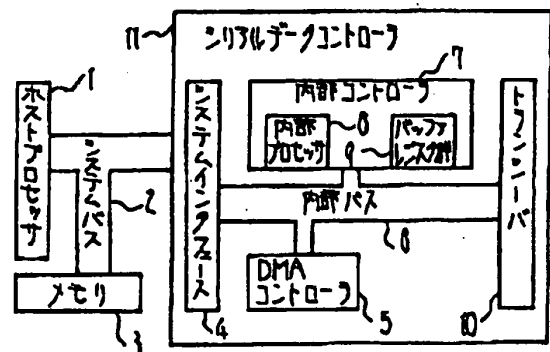 11
シリアルデータコントローラ
1
7
ホストプロセッサ
システムバス
2
メモリ
3
システムインタフェース
4
内部コントローラ
内部プロセッサ
8
9
バッファレジスタ群
内部バス
6
DMA
コントローラ
5
トランシーバ
10